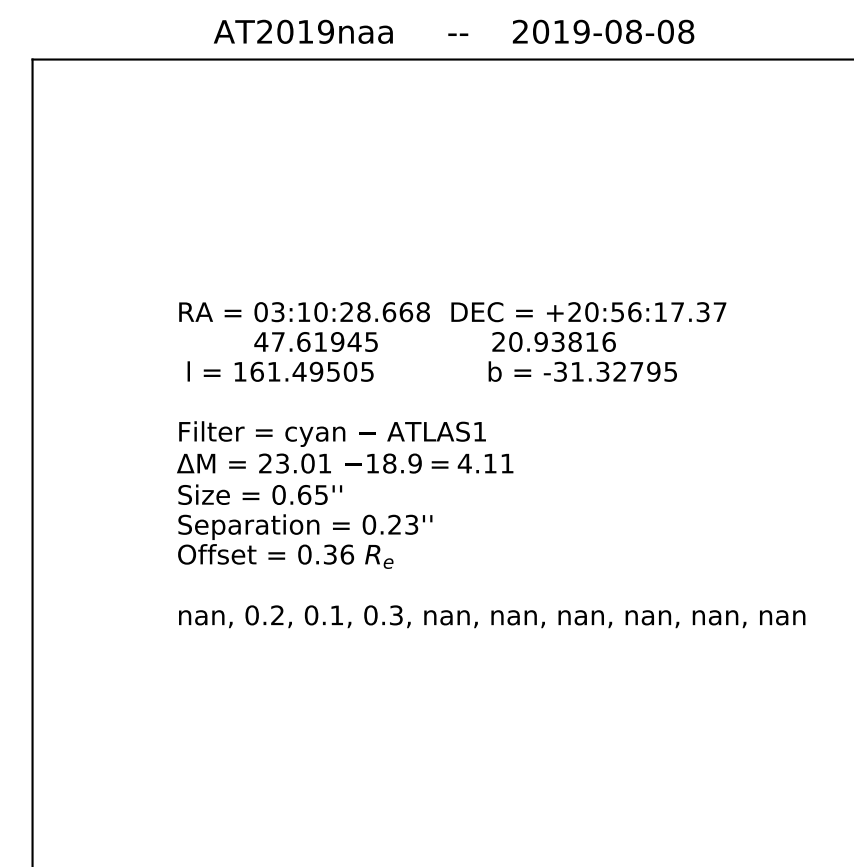 AT2019naa -- 2019-08-08
RA = 03:10:28.668 DEC = +20:56:17.37
47.61945 20.93816
l = 161.49505 b = -31.32795
Filter = cyan − ATLAS1
ΔM = 23.01 −18.9 = 4.11
Size = 0.65''
Separation = 0.23''
Offset = 0.36 Rₑ
nan, 0.2, 0.1, 0.3, nan, nan, nan, nan, nan, nan